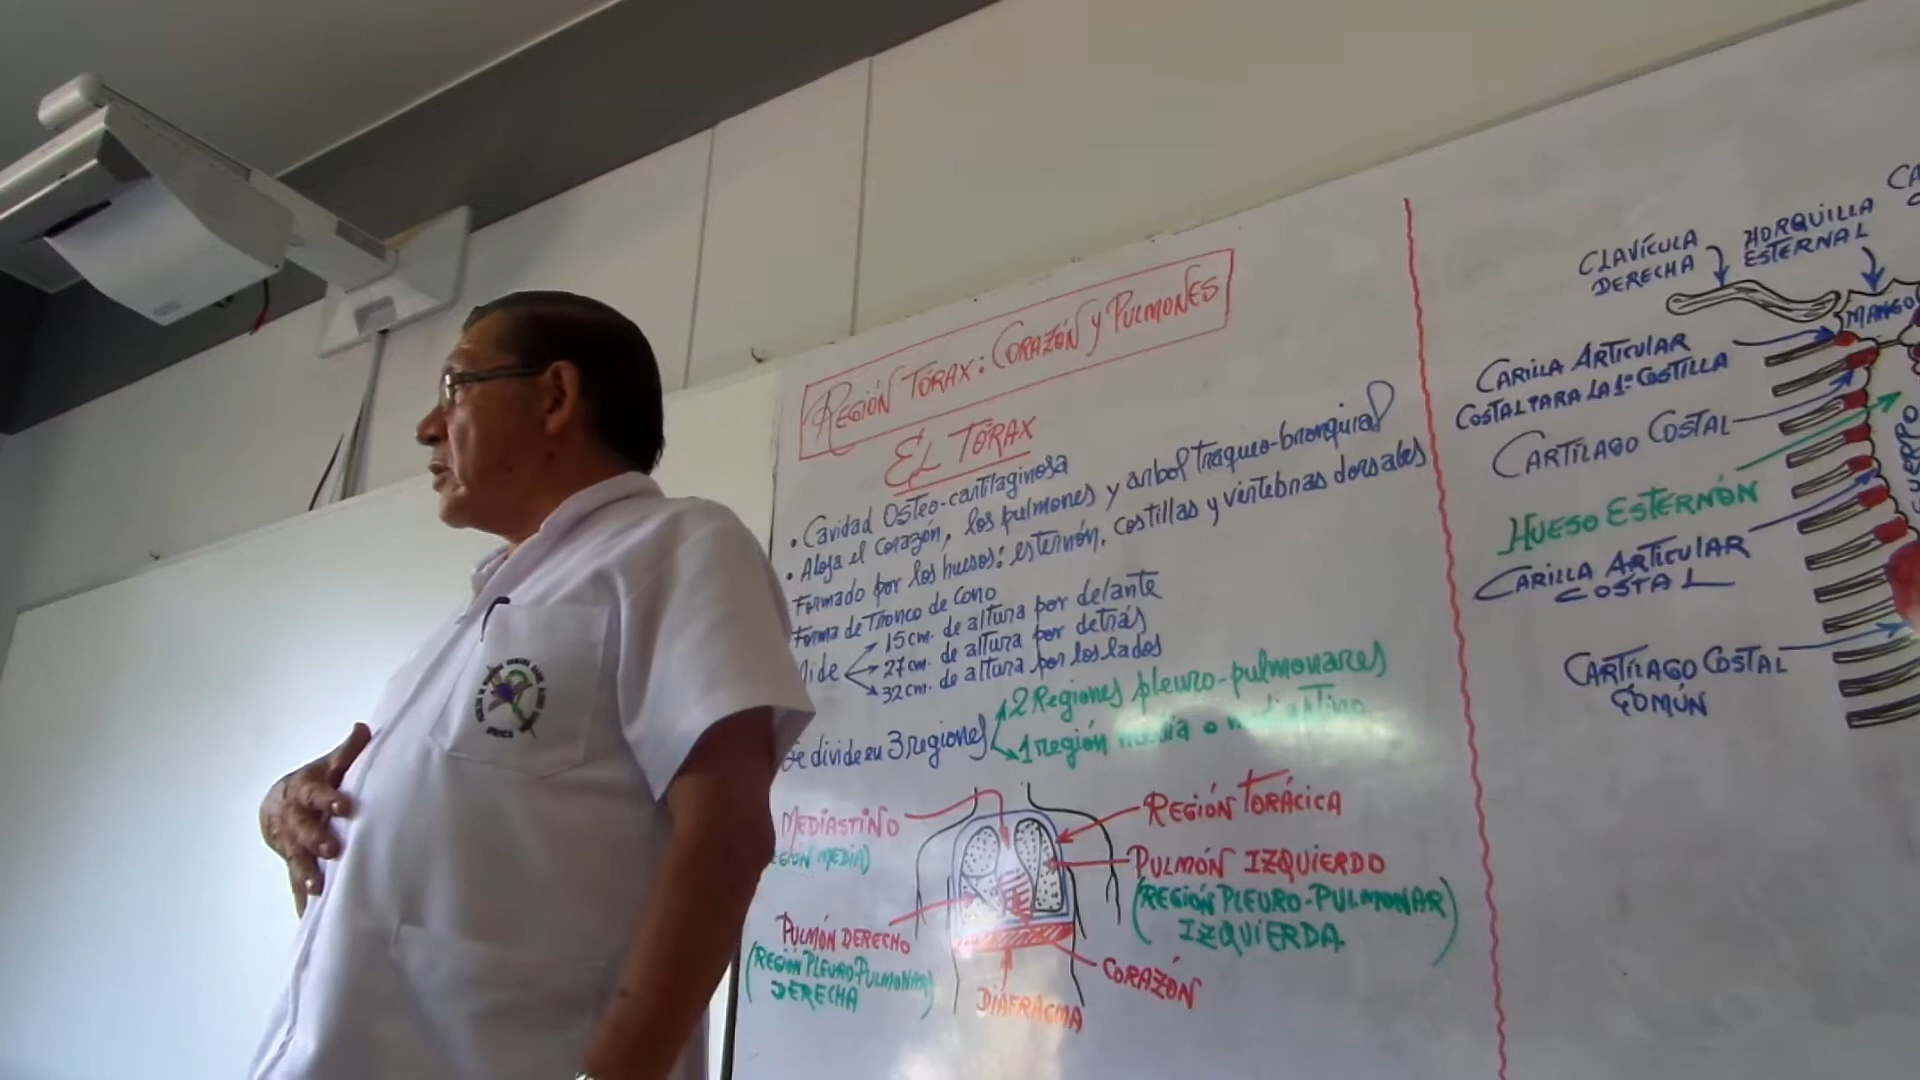 REGIÓN TÓRAX: CORAZÓN Y PULMONES
EL TÓRAX
• Cavidad Osteo-cartilaginosa
• Aloja el corazón, los pulmones y arbol traqueo-bronquial
Formado por los huesos: esternón, costillas y vértebras dorsales
Forma de Tronco de Cono
ide
15 cm. de altura por delante
27 cm. de altura por detrás
32 cm. de altura por los lados
Se divide en 3 regiones
2 Regiones pleuro-pulmonares
1 región media o mediastino
MEDIASTINO
EGIÓN MEDIA)
PULMÓN DERECHO
(REGIÓN PLEURO-PULMONAR)
DERECHA
DIAFRAGMA
CORAZÓN
REGIÓN TORÁCICA
PULMÓN IZQUIERDO
(REGIÓN PLEURO-PULMONAR)
IZQUIERDA
CLAVÍCULA
DERECHA
HORQUILLA
ESTERNAL
CA
MANGO
CARILLA ARTICULAR
COSTAL PARA LA 1° COSTILLA
CARTÍLAGO COSTAL
HUESO ESTERNÓN
CARILLA ARTICULAR
COSTAL
CARTÍLAGO COSTAL
COMÚN
UERPO